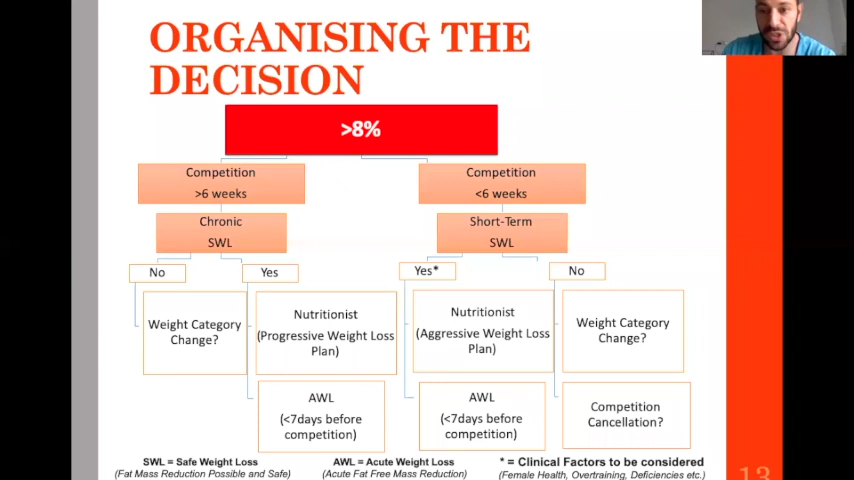 ORGANISING THE
DECISION
>8%
Competition
>6 weeks
Competition
<6 weeks
Chronic
SWL
Short-Term
SWL
No
Yes
Yes*
No
Weight Category
Change?
Nutritionist
(Progressive Weight Loss
Plan)
Nutritionist
(Aggressive Weight Loss
Plan)
Weight Category
Change?
AWL
(<7days before
competition)
AWL
(<7days before
competition)
Competition
Cancellation?
SWL = Safe Weight Loss
(Fat Mass Reduction Possible and Safe)
AWL = Acute Weight Loss
(Acute Fat Free Mass Reduction)
* = Clinical Factors to be considered
(Female Health, Overtraining, Deficiencies etc.)
13